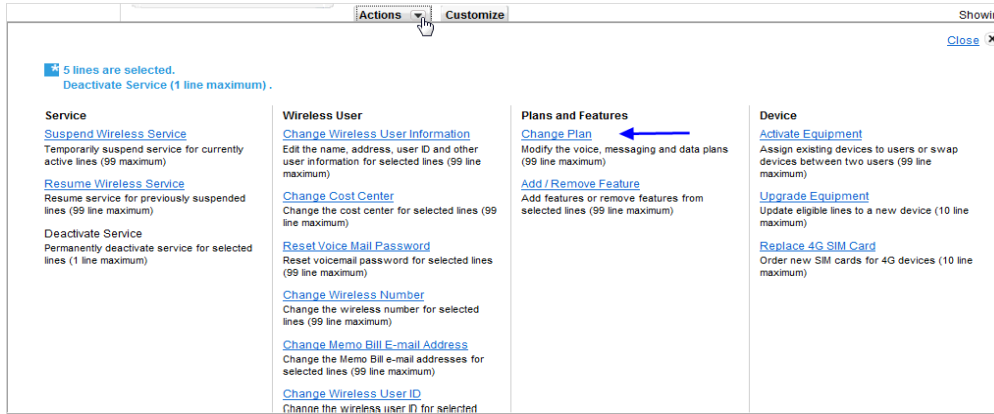 Actions Customize Showin
Close
5 lines are selected.
Deactivate Service (1 line maximum) .
Service
Suspend Wireless Service
Temporarily suspend service for currently
active lines (99 maximum)
Resume Wireless Service
Resume service for previously suspended
lines (99 line maximum)
Deactivate Service
Permanently deactivate service for selected
lines (1 line maximum)
Wireless User
Change Wireless User Information
Edit the name, address, user ID and other
user information for selected lines (99 line
maximum)
Change Cost Center
Change the cost center for selected lines (99
line maximum)
Reset Voice Mail Password
Reset voicemail password for selected lines
(99 line maximum)
Change Wireless Number
Change the wireless number for selected
lines (99 line maximum)
Change Memo Bill E-mail Address
Change the Memo Bill e-mail addresses for
selected lines (99 line maximum)
Change Wireless User ID
Change the wireless user ID for selected
Plans and Features
Change Plan
Modify the voice, messaging and data plans
(99 line maximum)
Add / Remove Feature
Add features or remove features from
selected lines (99 line maximum)
Device
Activate Equipment
Assign existing devices to users or swap
devices between two users (99 line
maximum)
Upgrade Equipment
Update eligible lines to a new device (10 line
maximum)
Replace 4G SIM Card
Order new SIM cards for 4G devices (10 line
maximum)